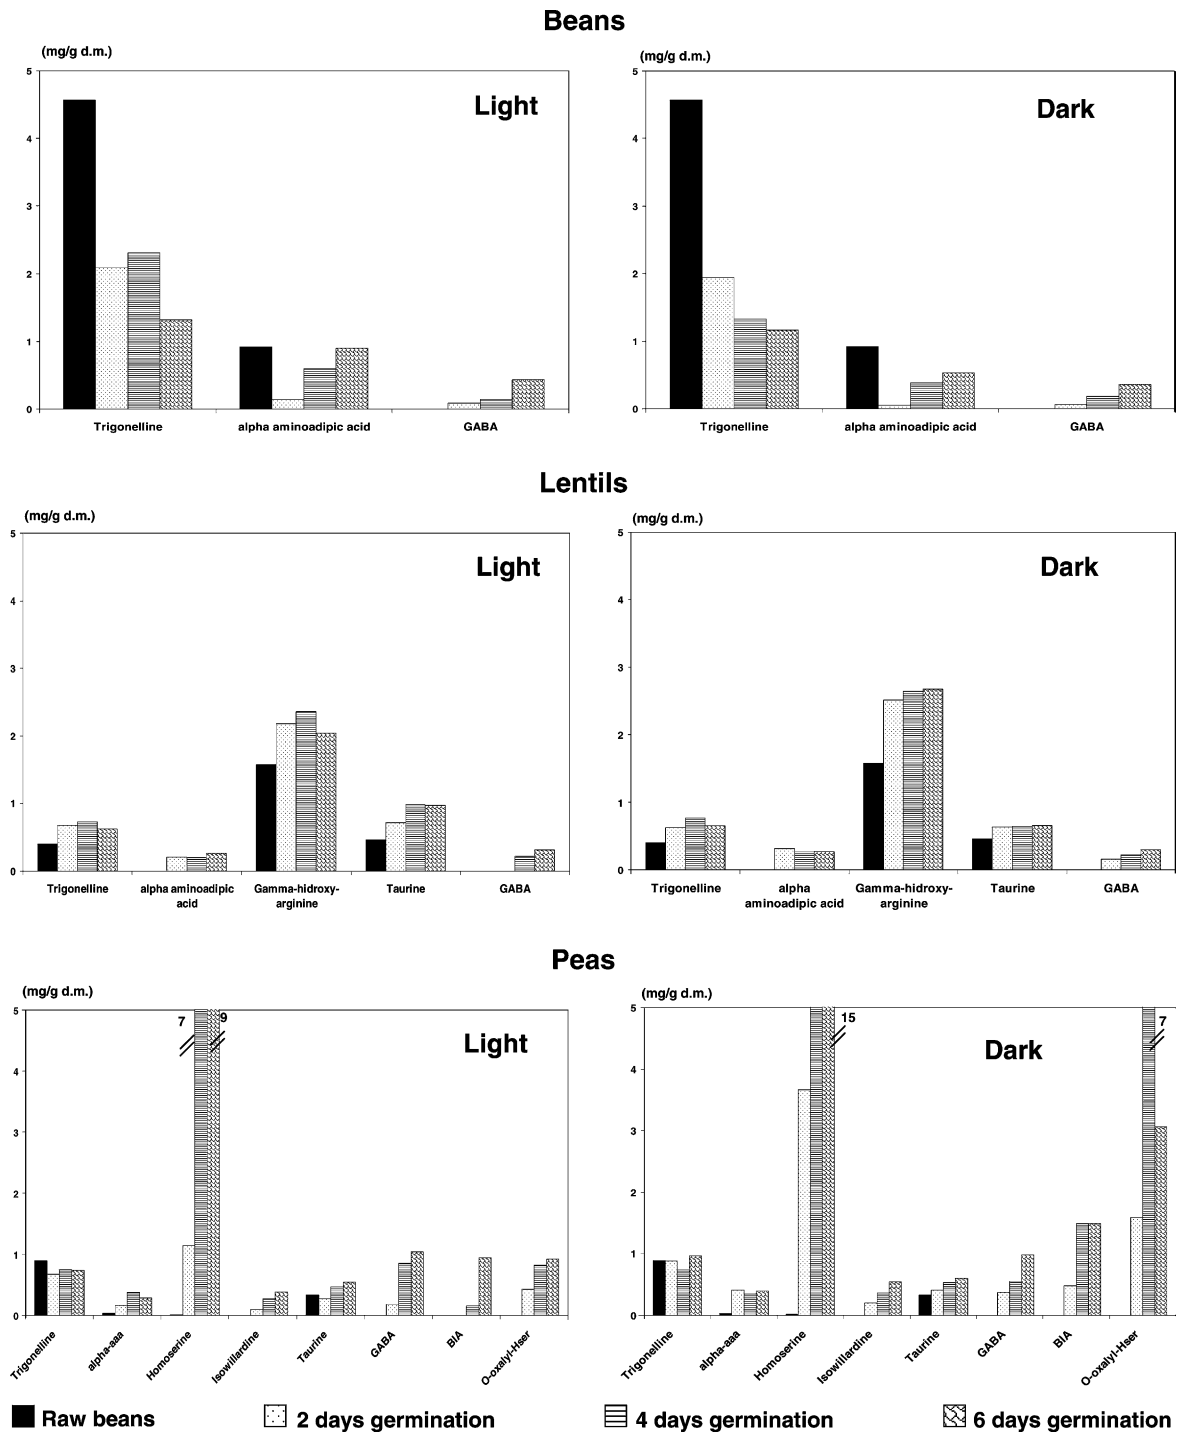 Beans
(mg/g d.m.)
5
4
3
2
1
0
Light
Trigonelline
alpha aminoadipic acid
GABA
(mg/g d.m.)
5
4
3
2
1
0
Dark
Trigonelline
alpha aminoadipic acid
GABA
Lentils
(mg/g d.m.)
5
4
3
2
1
0
Light
Trigonelline
alpha aminoadipic
acid
Gamma-hidroxy-
arginine
Taurine
GABA
(mg/g d.m.)
5
4
3
2
1
0
Dark
Trigonelline
alpha
aminoadipic acid
Gamma-hidroxy-
arginine
Taurine
GABA
Peas
(mg/g d.m.)
5
4
3
2
1
0
7
9
Light
Trigonelline
alpha-aaa
Homoserine
Isowillardine
Taurine
GABA
BIA
O-oxalyl-Hser
(mg/g d.m.)
5
4
3
2
1
0
15
7
Dark
Trigonelline
alpha-aaa
Homoserine
Isowillardine
Taurine
GABA
BIA
O-oxalyl-Hser
Raw beans
2 days germination
4 days germination
6 days germination